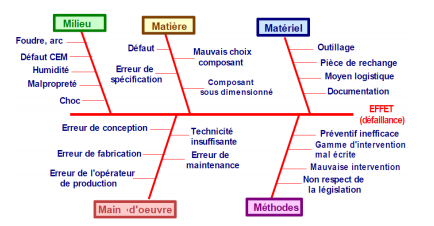 Milieu
Matière
Matériel
Foudre, arc
Défaut CEM
Humidité
Malpropreté
Choc
Défaut
Erreur de
spécification
Mauvais choix
composant
Composant
sous dimensionné
Outillage
Pièce de rechange
Moyen logistique
Documentation
EFFET
(défaillance)
Erreur de conception
Erreur de fabrication
Erreur de l'opérateur
de production
Technicité
insuffisante
Erreur de
maintenance
Préventif inefficace
Gamme d'intervention
mal écrite
Mauvaise intervention
Non respect de
la législation
Main -d'oeuvre
Méthodes